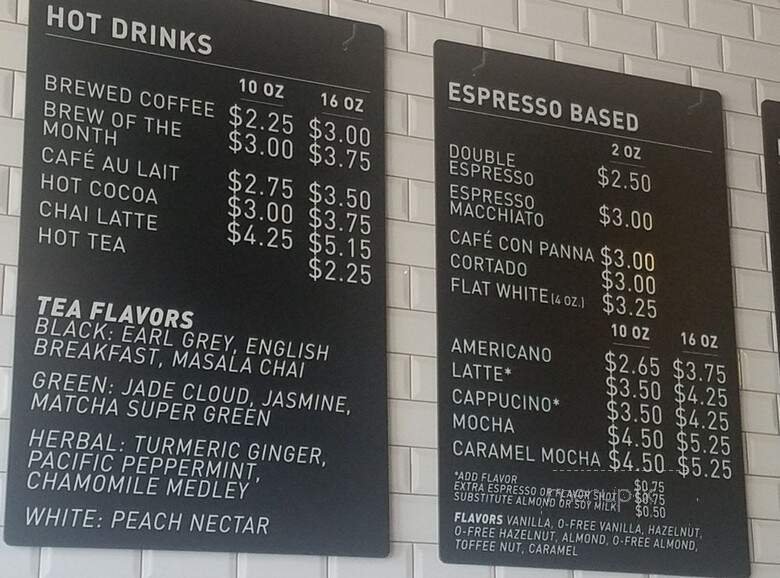 HOT DRINKS
10 OZ 16 OZ
BREWED COFFEE $2.25 $3.00
BREW OF THE MONTH $3.00 $3.75
CAFÉ AU LAIT $2.75 $3.50
HOT COCOA $3.00 $3.75
CHAI LATTE $4.25 $5.15
HOT TEA $2.25
TEA FLAVORS
BLACK: EARL GREY, ENGLISH
BREAKFAST, MASALA CHAI
GREEN: JADE CLOUD, JASMINE,
MATCHA SUPER GREEN
HERBAL: TURMERIC GINGER,
PACIFIC PEPPERMINT,
CHAMOMILE MEDLEY
WHITE: PEACH NECTAR
ESPRESSO BASED
2 OZ
DOUBLE
ESPRESSO $2.50
ESPRESSO
MACCHIATO $3.00
CAFÉ CON PANNA $3.00
CORTADO $3.00
FLAT WHITE (4 OZ.) $3.25
10 OZ 16 OZ
AMERICANO $2.65 $3.75
LATTE* $3.50 $4.25
CAPPUCINO* $3.50 $4.25
MOCHA $4.50 $5.25
CARAMEL MOCHA $4.50 $5.25
*ADD FLAVOR $0.75
EXTRA ESPRESSO OR FLAVOR SHOT $0.75
SUBSTITUTE ALMOND OR SOY MILK $0.50
FLAVORS VANILLA, 0-FREE VANILLA, HAZELNUT,
0-FREE HAZELNUT, ALMOND, 0-FREE ALMOND,
TOFFEE NUT, CARAMEL